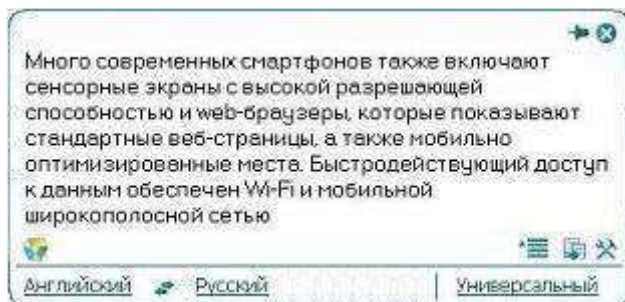 Много современных смартфонов также включают
сенсорные экраны с высокой разрешающей
способностью и web-браузеры, которые показывают
стандартные веб-страницы, а также мобильно
оптимизированные места. Быстродействующий доступ
к данным обеспечен Wi-Fi и мобильной
широкополосной сетью
Английский Русский Универсальный